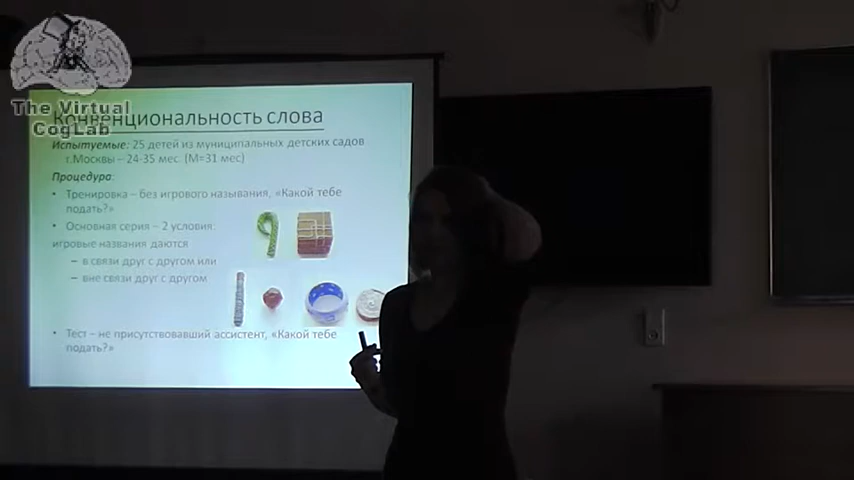 The Virtual
CogLab
Конвенциональность слова
Испытуемые: 25 детей из муниципальных детских садов
г.Москвы – 24-35 мес (М=31 мес)
Процедура:
• Тренировка – без игрового называния, «Какой тебе
подать?»
• Основная серия – 2 условия:
игровые названия даются
– в связи друг с другом или
– вне связи друг с другом
• Тест – не присутствовавший ассистент, «Какой тебе
подать?»